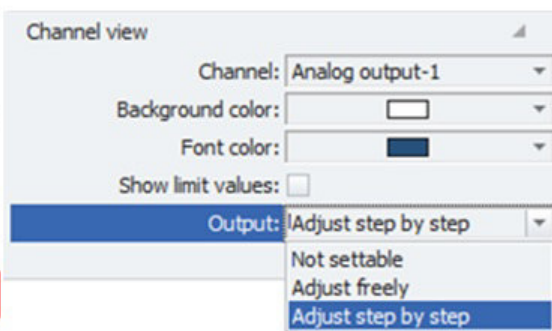 Channel view
Channel: Analog output-1
Background color:
Font color:
Show limit values:
Output: Adjust step by step
Not settable
Adjust freely
Adjust step by step